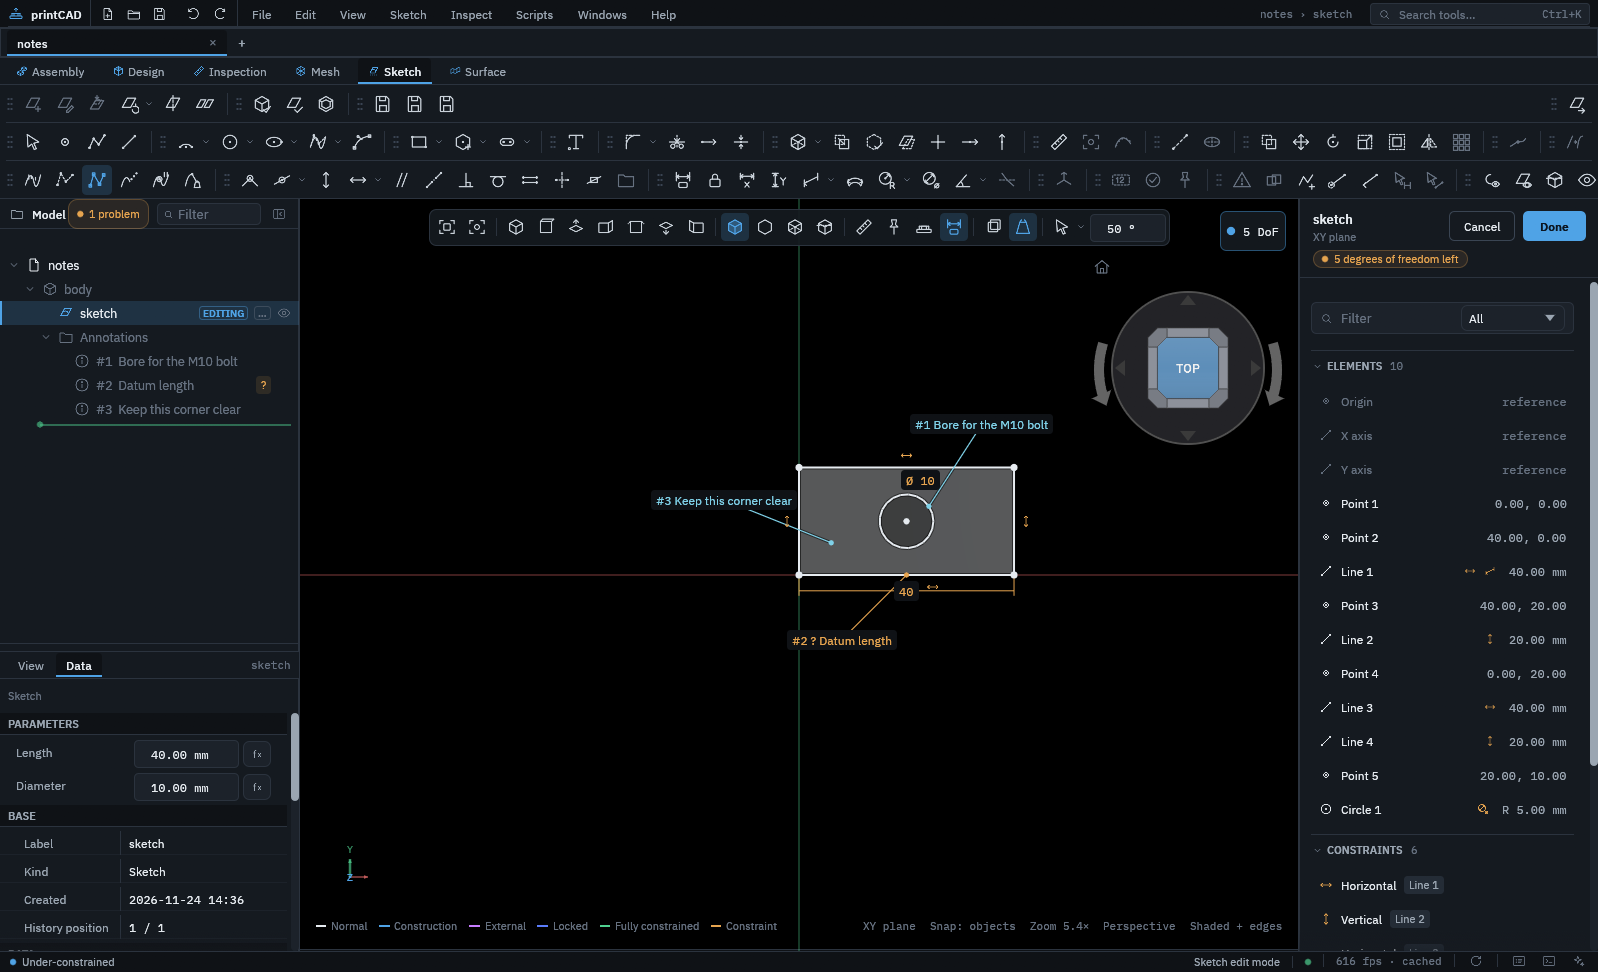 printCAD
File Edit View Sketch Inspect Scripts Windows Help
notes › sketch
Search tools... Ctrl+K
notes × +
Assembly Design Inspection Mesh Sketch Surface
Model
1 problem
Filter
notes
body
sketch EDITING ...
Annotations
#1 Bore for the M10 bolt
#2 Datum length ?
#3 Keep this corner clear
View Data sketch
Sketch
PARAMETERS
Length 40.00 mm fx
Diameter 10.00 mm fx
BASE
Label sketch
Kind Sketch
Created 2026-11-24 14:36
History position 1 / 1
Under-constrained
50 °
5 DoF
TOP
#1 Bore for the M10 bolt
Ø 10
#3 Keep this corner clear
40
#2 ? Datum length
Y
Z
Normal Construction External Locked Fully constrained Constraint
XY plane Snap: objects Zoom 5.4× Perspective Shaded + edges
sketch
XY plane
Cancel Done
5 degrees of freedom left
Filter All
ELEMENTS 10
Origin reference
X axis reference
Y axis reference
Point 1 0.00, 0.00
Point 2 40.00, 0.00
Line 1 40.00 mm
Point 3 40.00, 20.00
Line 2 20.00 mm
Point 4 0.00, 20.00
Line 3 40.00 mm
Line 4 20.00 mm
Point 5 20.00, 10.00
Circle 1 R 5.00 mm
CONSTRAINTS 6
Horizontal Line 1
Vertical Line 2
Sketch edit mode 616 fps · cached